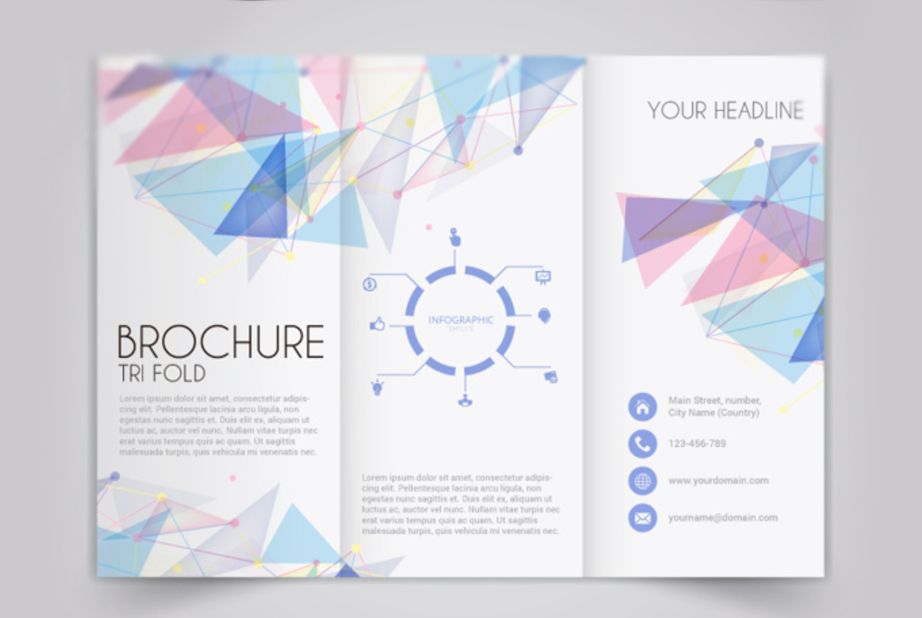 BROCHURE
TRI FOLD
Lorem ipsum dolor sit amet, consectetur adipis-
cing elit. Pellentesque lacinia arcu ligula, non
egestas nunc sagittis et. Duis elit ex, aliquam ut
luctus ac, auctor vel nunc. Nullam vitae turpis nec
erat varius tempus quis ac quam. Ut sagittis
malesuada turpis, quis vehicula mi venenatis nec.
INFOGRAPHIC
Lorem ipsum dolor sit amet, consectetur adipis-
cing elit. Pellentesque lacinia arcu ligula, non
egestas nunc sagittis et. Duis elit ex, aliquam ut
luctus ac, auctor vel nunc. Nullam vitae turpis nec
erat varius tempus quis ac quam. Ut sagittis
malesuada turpis, quis vehicula mi venenatis nec.
YOUR HEADLINE
Main Street, number,
City Name (Country)
123-456-789
www.yourdomain.com
yourname@domain.com